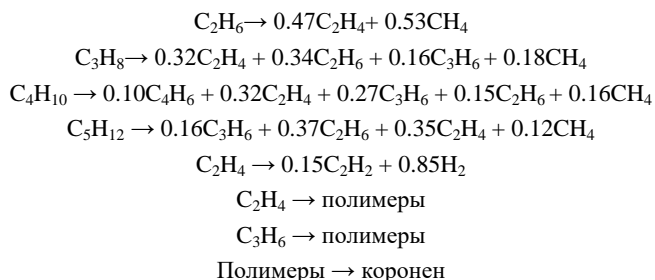 C₂H₆→ 0.47C₂H₄+ 0.53CH₄
C₃H₈→ 0.32C₂H₄ + 0.34C₂H₆ + 0.16C₃H₆ + 0.18CH₄
C₄H₁₀ → 0.10C₄H₆ + 0.32C₂H₄ + 0.27C₃H₆ + 0.15C₂H₆ + 0.16CH₄
C₅H₁₂ → 0.16C₃H₆ + 0.37C₂H₆ + 0.35C₂H₄ + 0.12CH₄
C₂H₄ → 0.15C₂H₂ + 0.85H₂
C₂H₄ → полимеры
C₃H₆ → полимеры
Полимеры → коронен